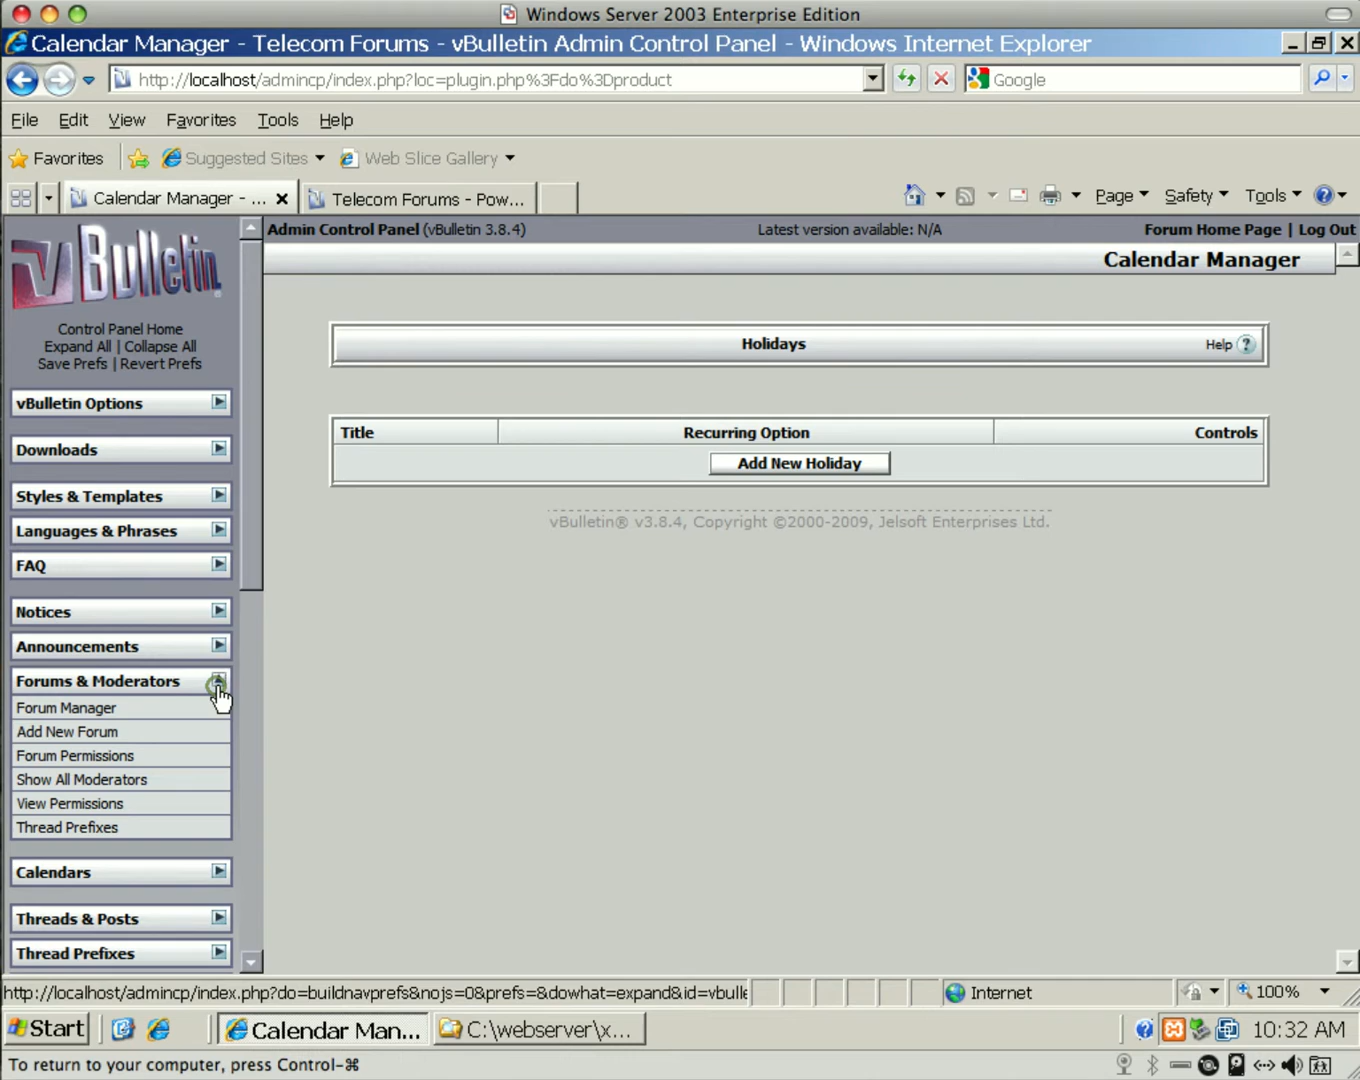 Windows Server 2003 Enterprise Edition
Calendar Manager - Telecom Forums - vBulletin Admin Control Panel - Windows Internet Explorer
http://localhost/admincp/index.php?loc=plugin.php%3Fdo%3Dproduct
Google
File Edit View Favorites Tools Help
Favorites Suggested Sites Web Slice Gallery
Calendar Manager - ... Telecom Forums - Pow... Page Safety Tools
vBulletin
Admin Control Panel (vBulletin 3.8.4) Latest version available: N/A Forum Home Page | Log Out
Calendar Manager
Control Panel Home
Expand All | Collapse All
Save Prefs | Revert Prefs
vBulletin Options
Downloads
Styles & Templates
Languages & Phrases
FAQ
Notices
Announcements
Forums & Moderators
Forum Manager
Add New Forum
Forum Permissions
Show All Moderators
View Permissions
Thread Prefixes
Calendars
Threads & Posts
Thread Prefixes
Holidays Help ?
Title Recurring Option Controls
Add New Holiday
vBulletin® v3.8.4, Copyright ©2000-2009, Jelsoft Enterprises Ltd.
http://localhost/admincp/index.php?do=buildnavprefs&nojs=0&prefs=&dowhat=expand&id=vbulle Internet 100%
Start Calendar Man... C:\webserver\x... 10:32 AM
To return to your computer, press Control-⌘